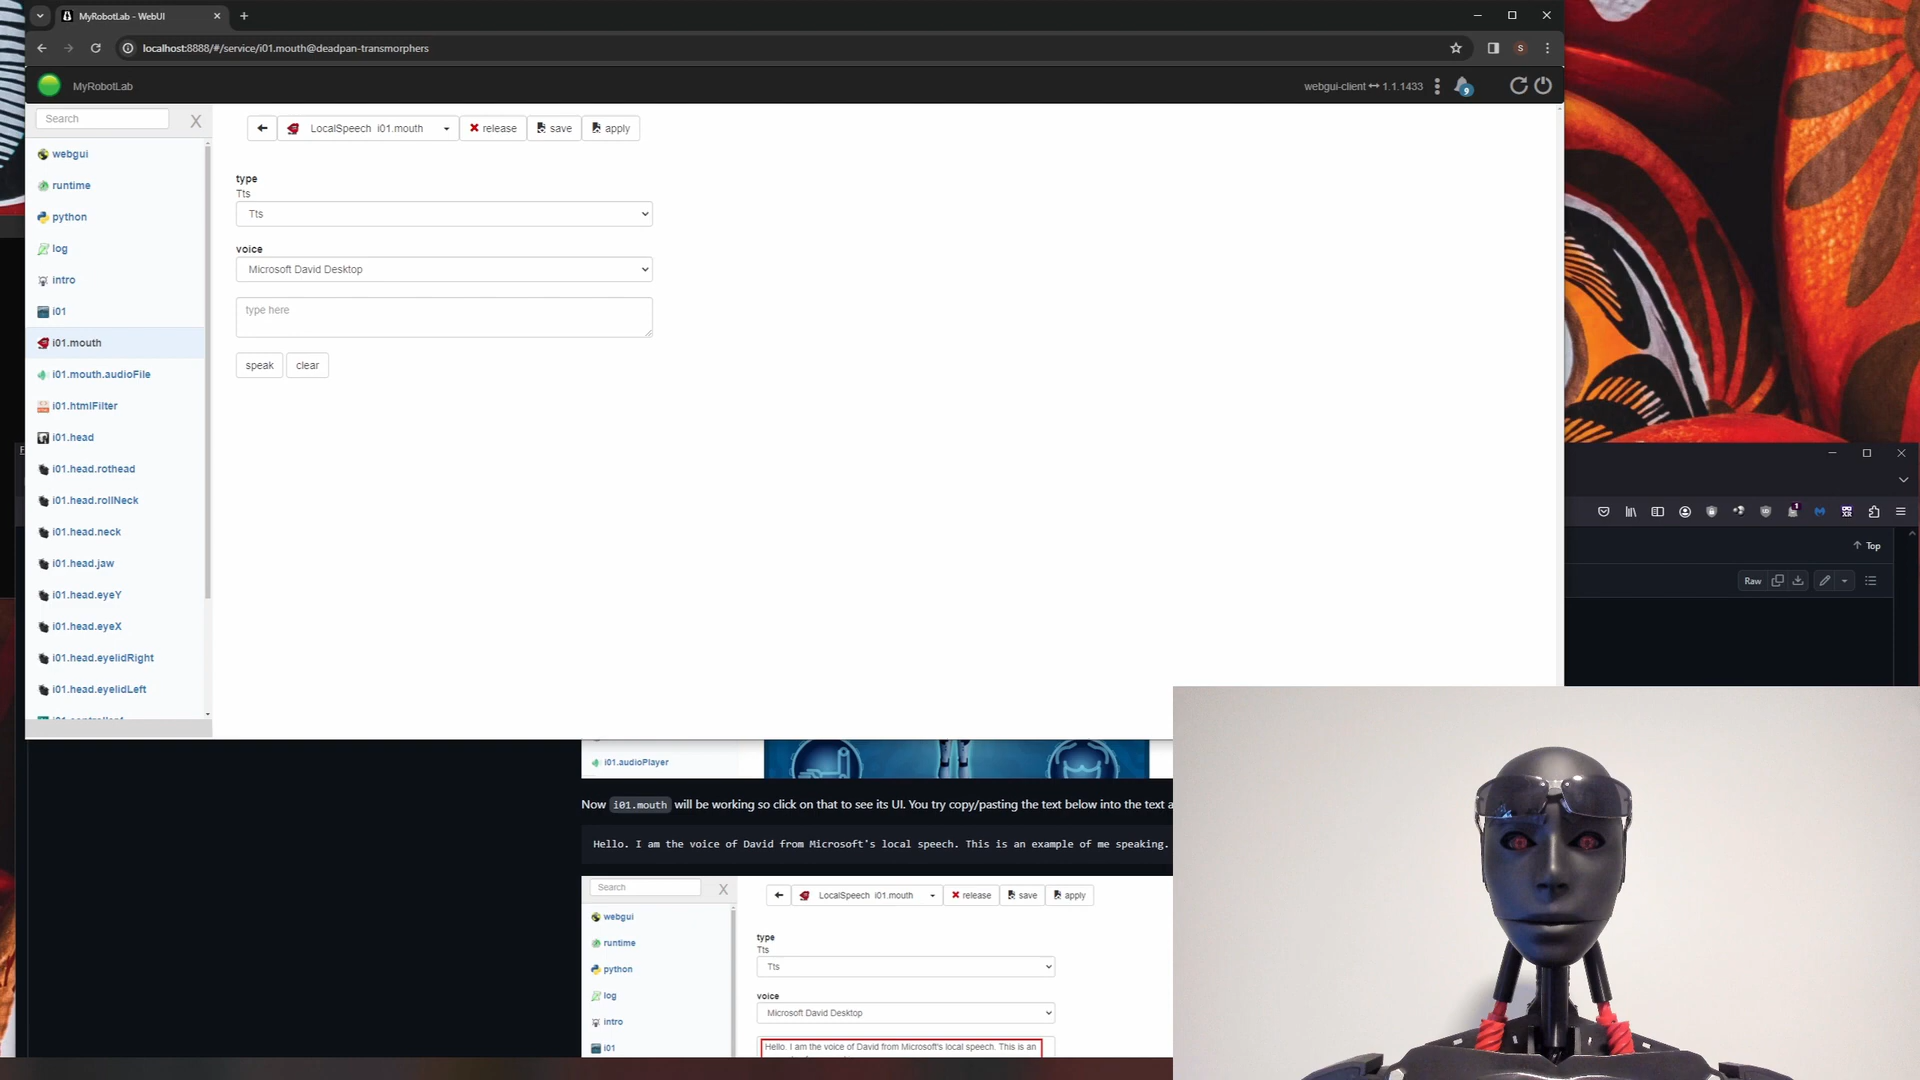 MyRobotLab - WebUI
localhost:8888/#/service/i01.mouth@deadpan-transmorphers
S
MyRobotLab
webgui-client ↔ 1.1.1433
9
Search
X
LocalSpeech i01.mouth
release
save
apply
webgui
runtime
python
log
intro
i01
i01.mouth
i01.mouth.audioFile
i01.htmlFilter
i01.head
i01.head.rothead
i01.head.rollNeck
i01.head.neck
i01.head.jaw
i01.head.eyeY
i01.head.eyeX
i01.head.eyelidRight
i01.head.eyelidLeft
type
Tts
Tts
voice
Microsoft David Desktop
type here
speak
clear
1
Top
Raw
i01.audioPlayer
Now i01.mouth will be working so click on that to see its UI. You try copy/pasting the text below into the text
Hello. I am the voice of David from Microsoft's local speech. This is an example of me speaking.
Search
X
LocalSpeech i01.mouth
release
save
apply
webgui
runtime
python
log
intro
i01
type
Tts
Tts
voice
Microsoft David Desktop
Hello. I am the voice of David from Microsoft's local speech. This is an